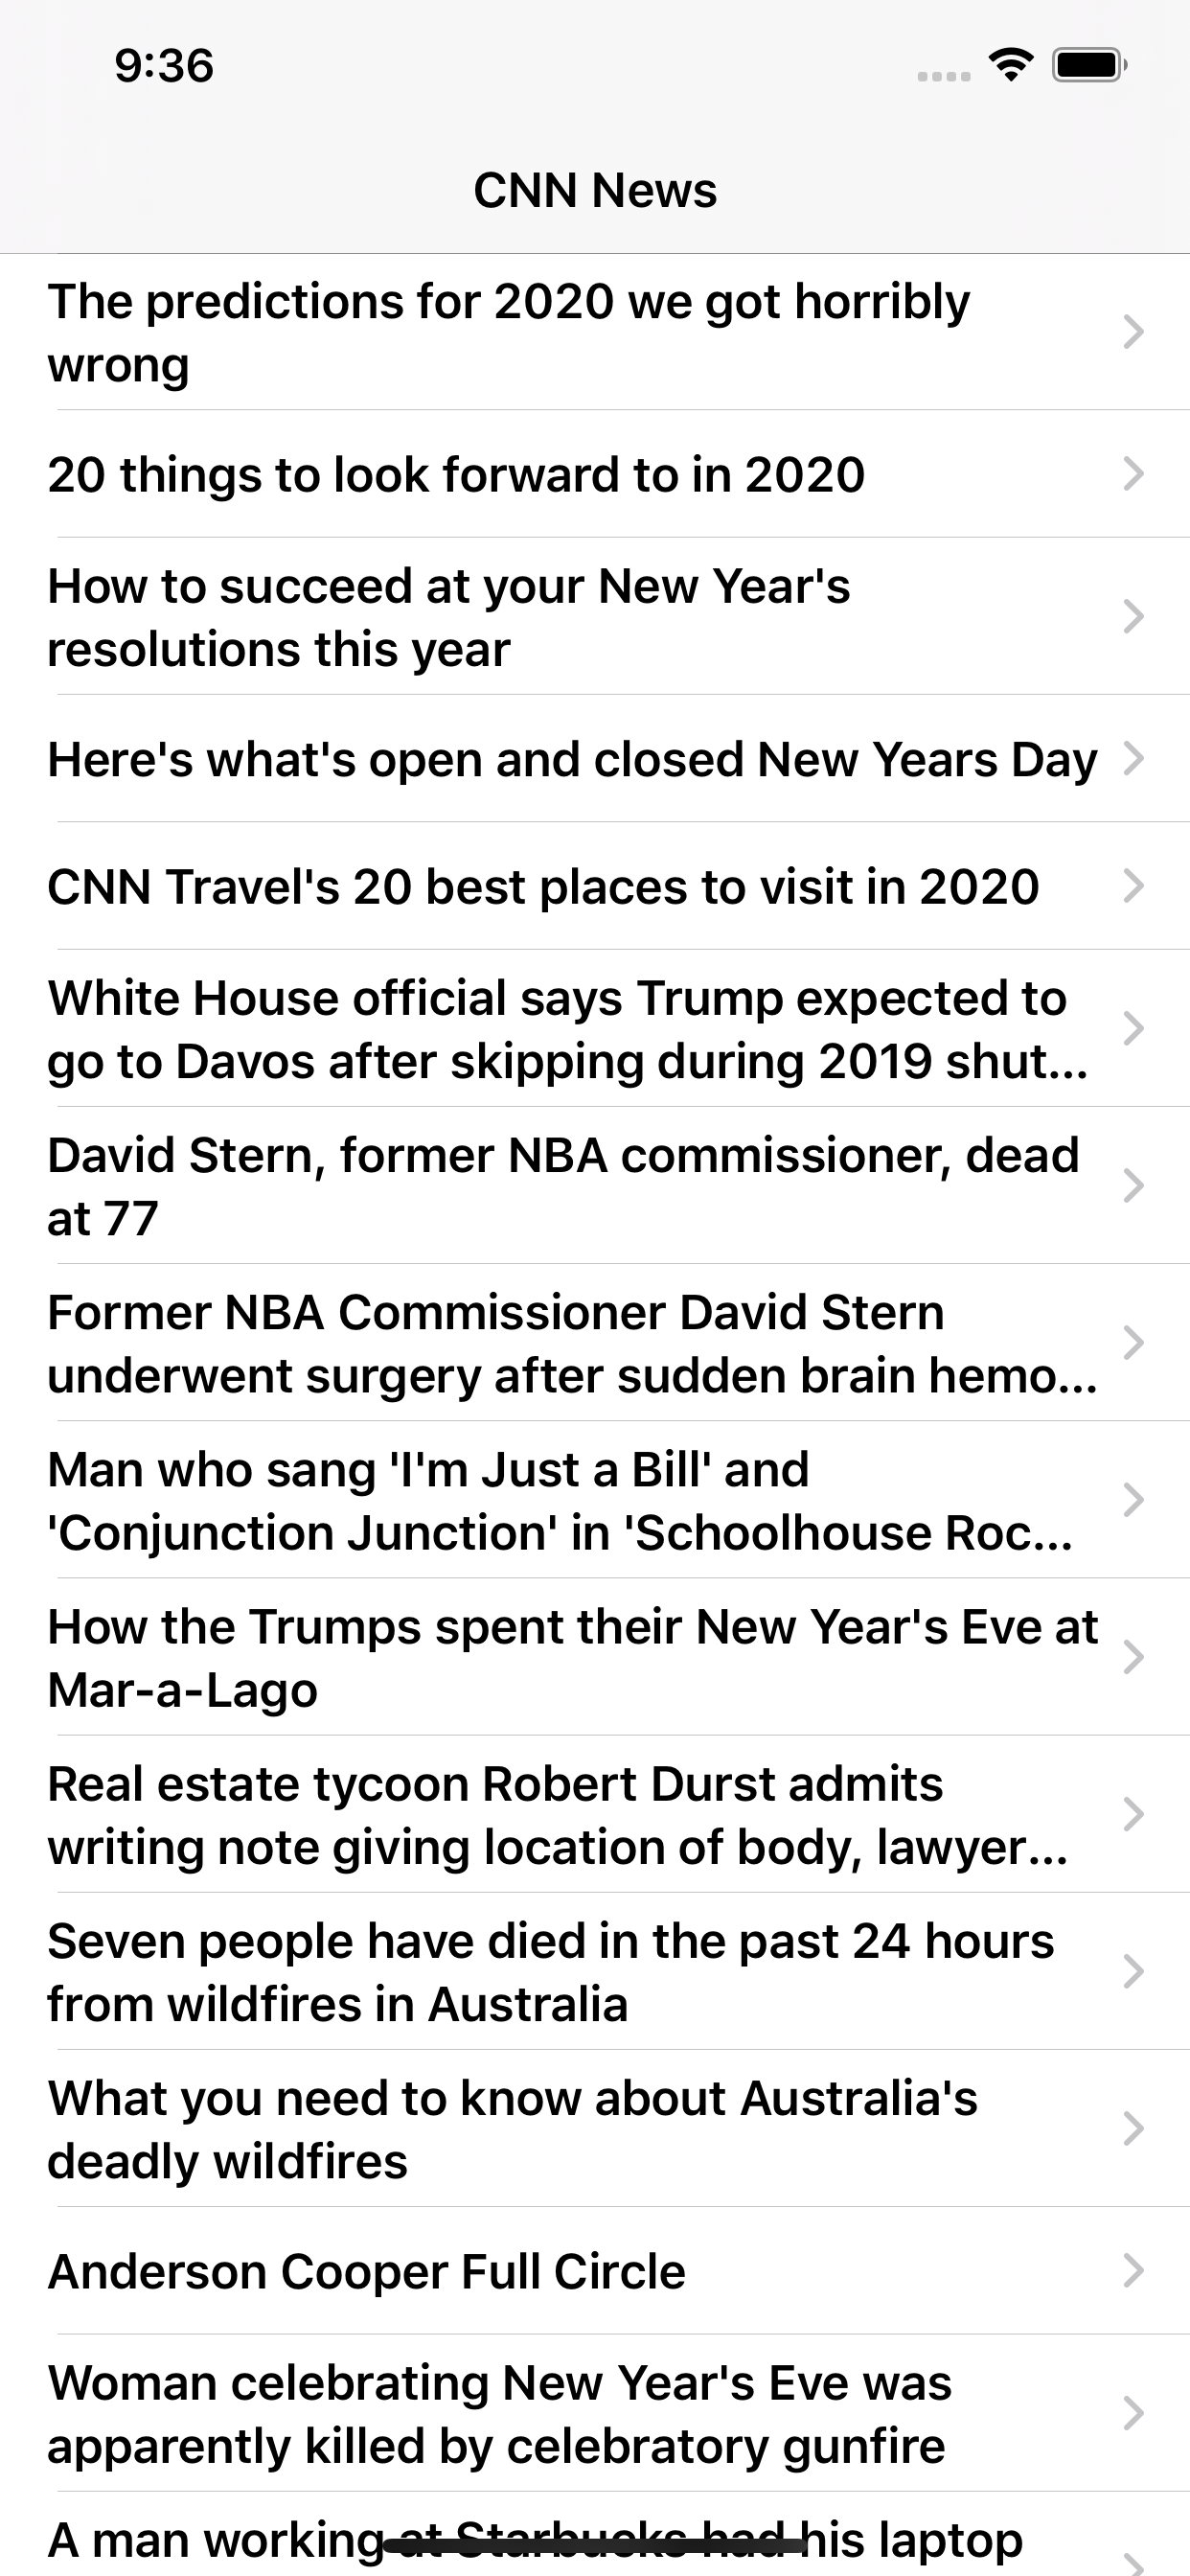 9:36
CNN News
The predictions for 2020 we got horribly
wrong
20 things to look forward to in 2020
How to succeed at your New Year's
resolutions this year
Here's what's open and closed New Years Day
CNN Travel's 20 best places to visit in 2020
White House official says Trump expected to
go to Davos after skipping during 2019 shut...
David Stern, former NBA commissioner, dead
at 77
Former NBA Commissioner David Stern
underwent surgery after sudden brain hemo...
Man who sang 'I'm Just a Bill' and
'Conjunction Junction' in 'Schoolhouse Roc...
How the Trumps spent their New Year's Eve at
Mar-a-Lago
Real estate tycoon Robert Durst admits
writing note giving location of body, lawyer...
Seven people have died in the past 24 hours
from wildfires in Australia
What you need to know about Australia's
deadly wildfires
Anderson Cooper Full Circle
Woman celebrating New Year's Eve was
apparently killed by celebratory gunfire
A man working at Starbucks had his laptop